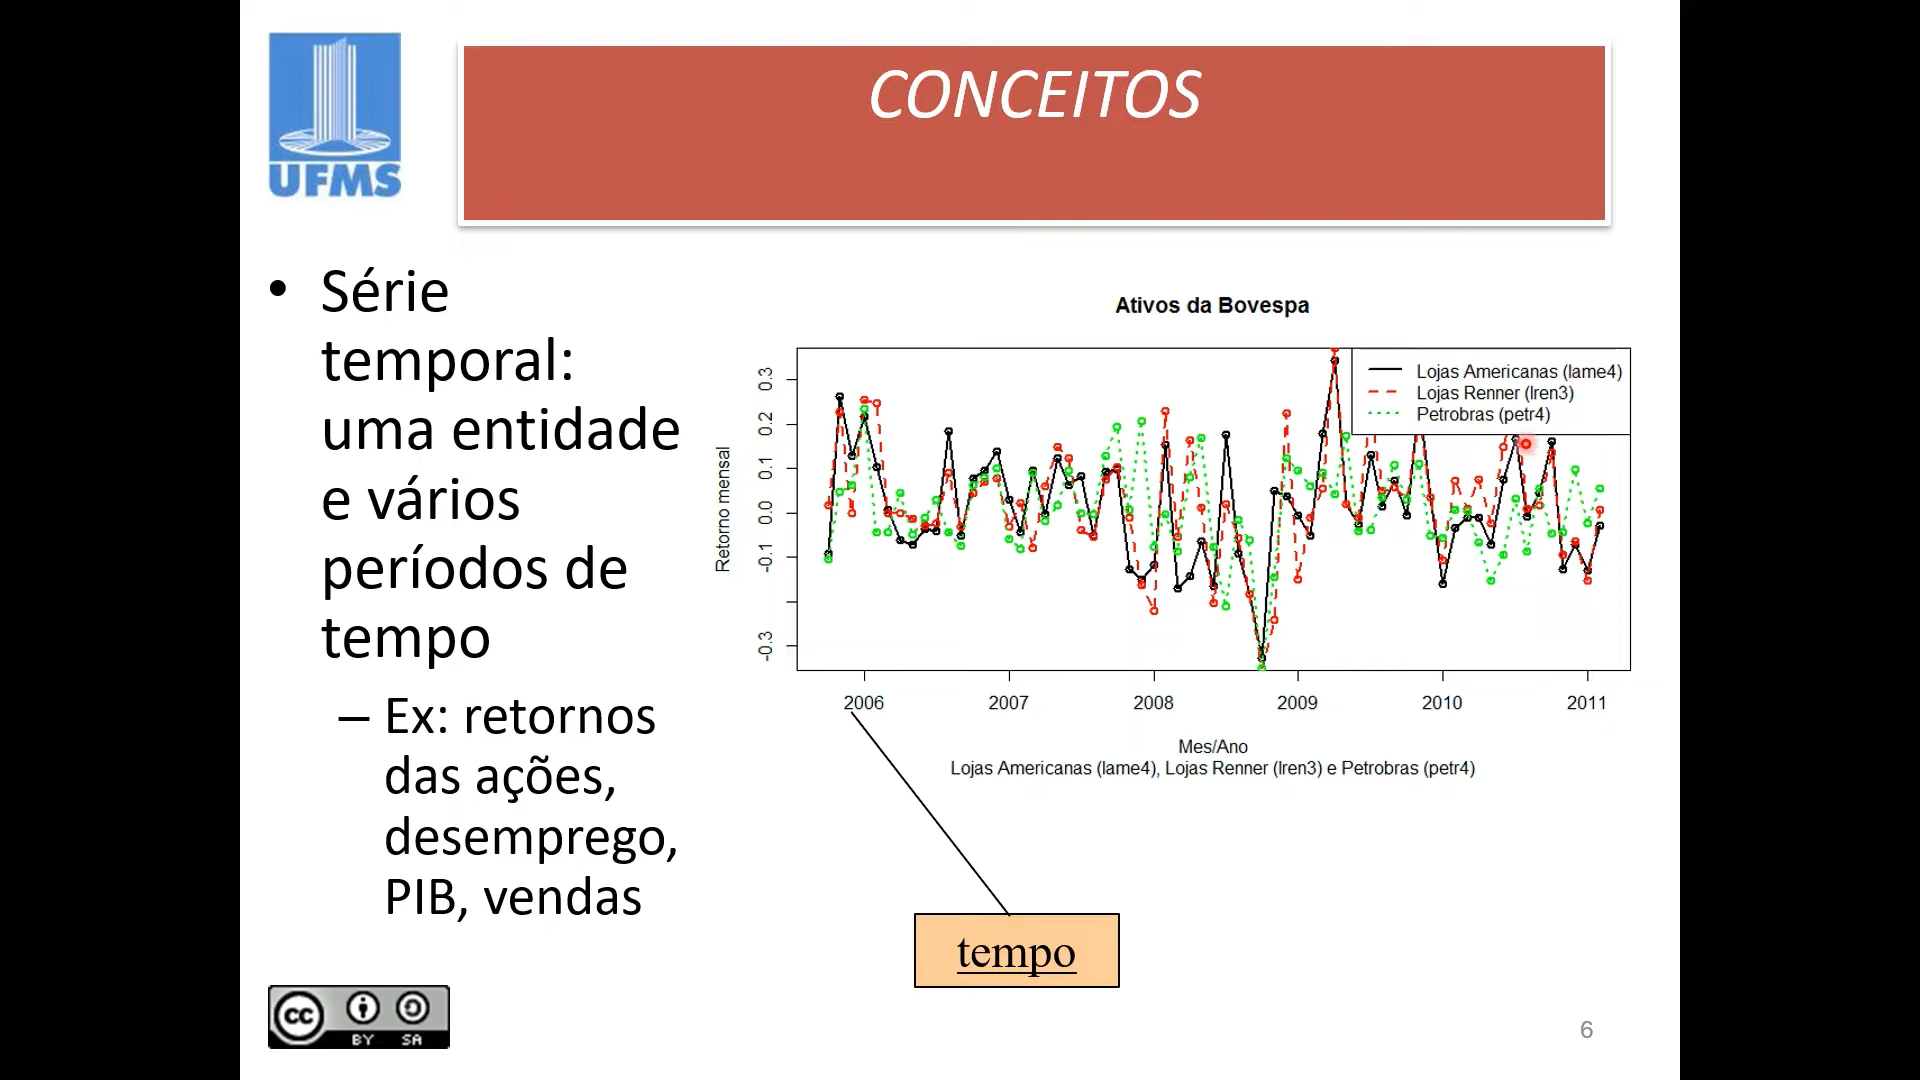 UFMS
CONCEITOS
• Série
temporal:
uma entidade
e vários
períodos de
tempo
– Ex: retornos
das ações,
desemprego,
PIB, vendas
Ativos da Bovespa
Lojas Americanas (lame4)
Lojas Renner (lren3)
Petrobras (petr4)
Retorno mensal
0.3
0.2
0.1
0.0
-0.1
-0.3
2006 2007 2008 2009 2010 2011
Mes/Ano
Lojas Americanas (lame4), Lojas Renner (lren3) e Petrobras (petr4)
tempo
cc
BY SA
6